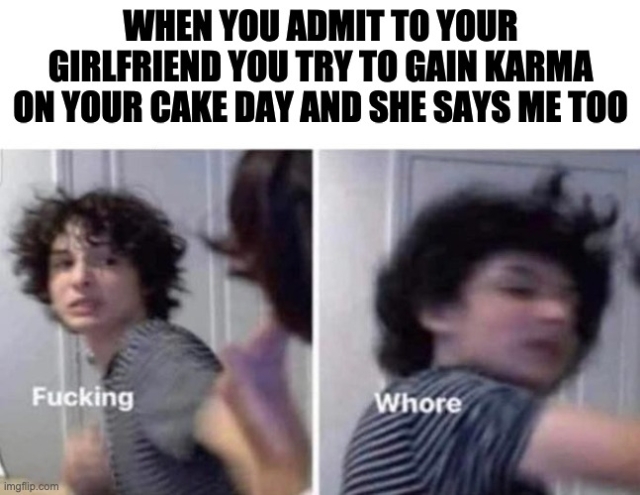 WHEN YOU ADMIT TO YOUR
GIRLFRIEND YOU TRY TO GAIN KARMA
ON YOUR CAKE DAY AND SHE SAYS ME TOO
Fucking
Whore
imgflip.com